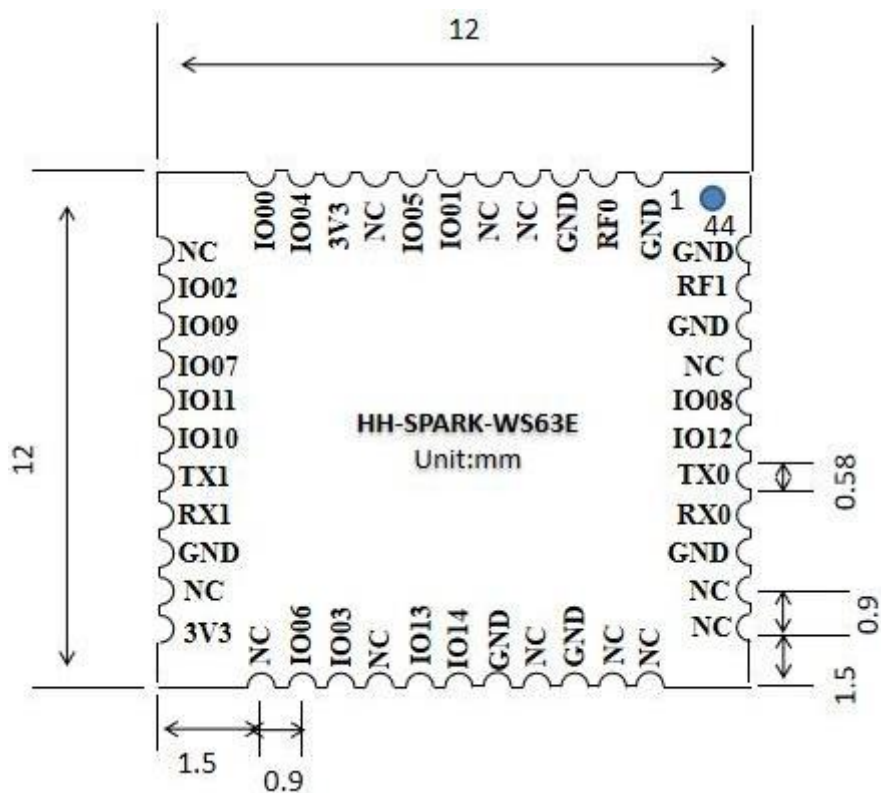 12
IO00
IO04
3V3
NC
IO05
IO01
NC
NC
GND
RF0
GND
1
44
NC
IO02
IO09
IO07
IO11
IO10
TX1
RX1
GND
NC
3V3
12
HH-SPARK-WS63E
Unit:mm
GND
RF1
GND
NC
IO08
IO12
TX0
RX0
GND
NC
NC
0.58
0.9
1.5
NC
IO06
IO03
NC
IO13
IO14
GND
NC
GND
NC
NC
1.5
0.9